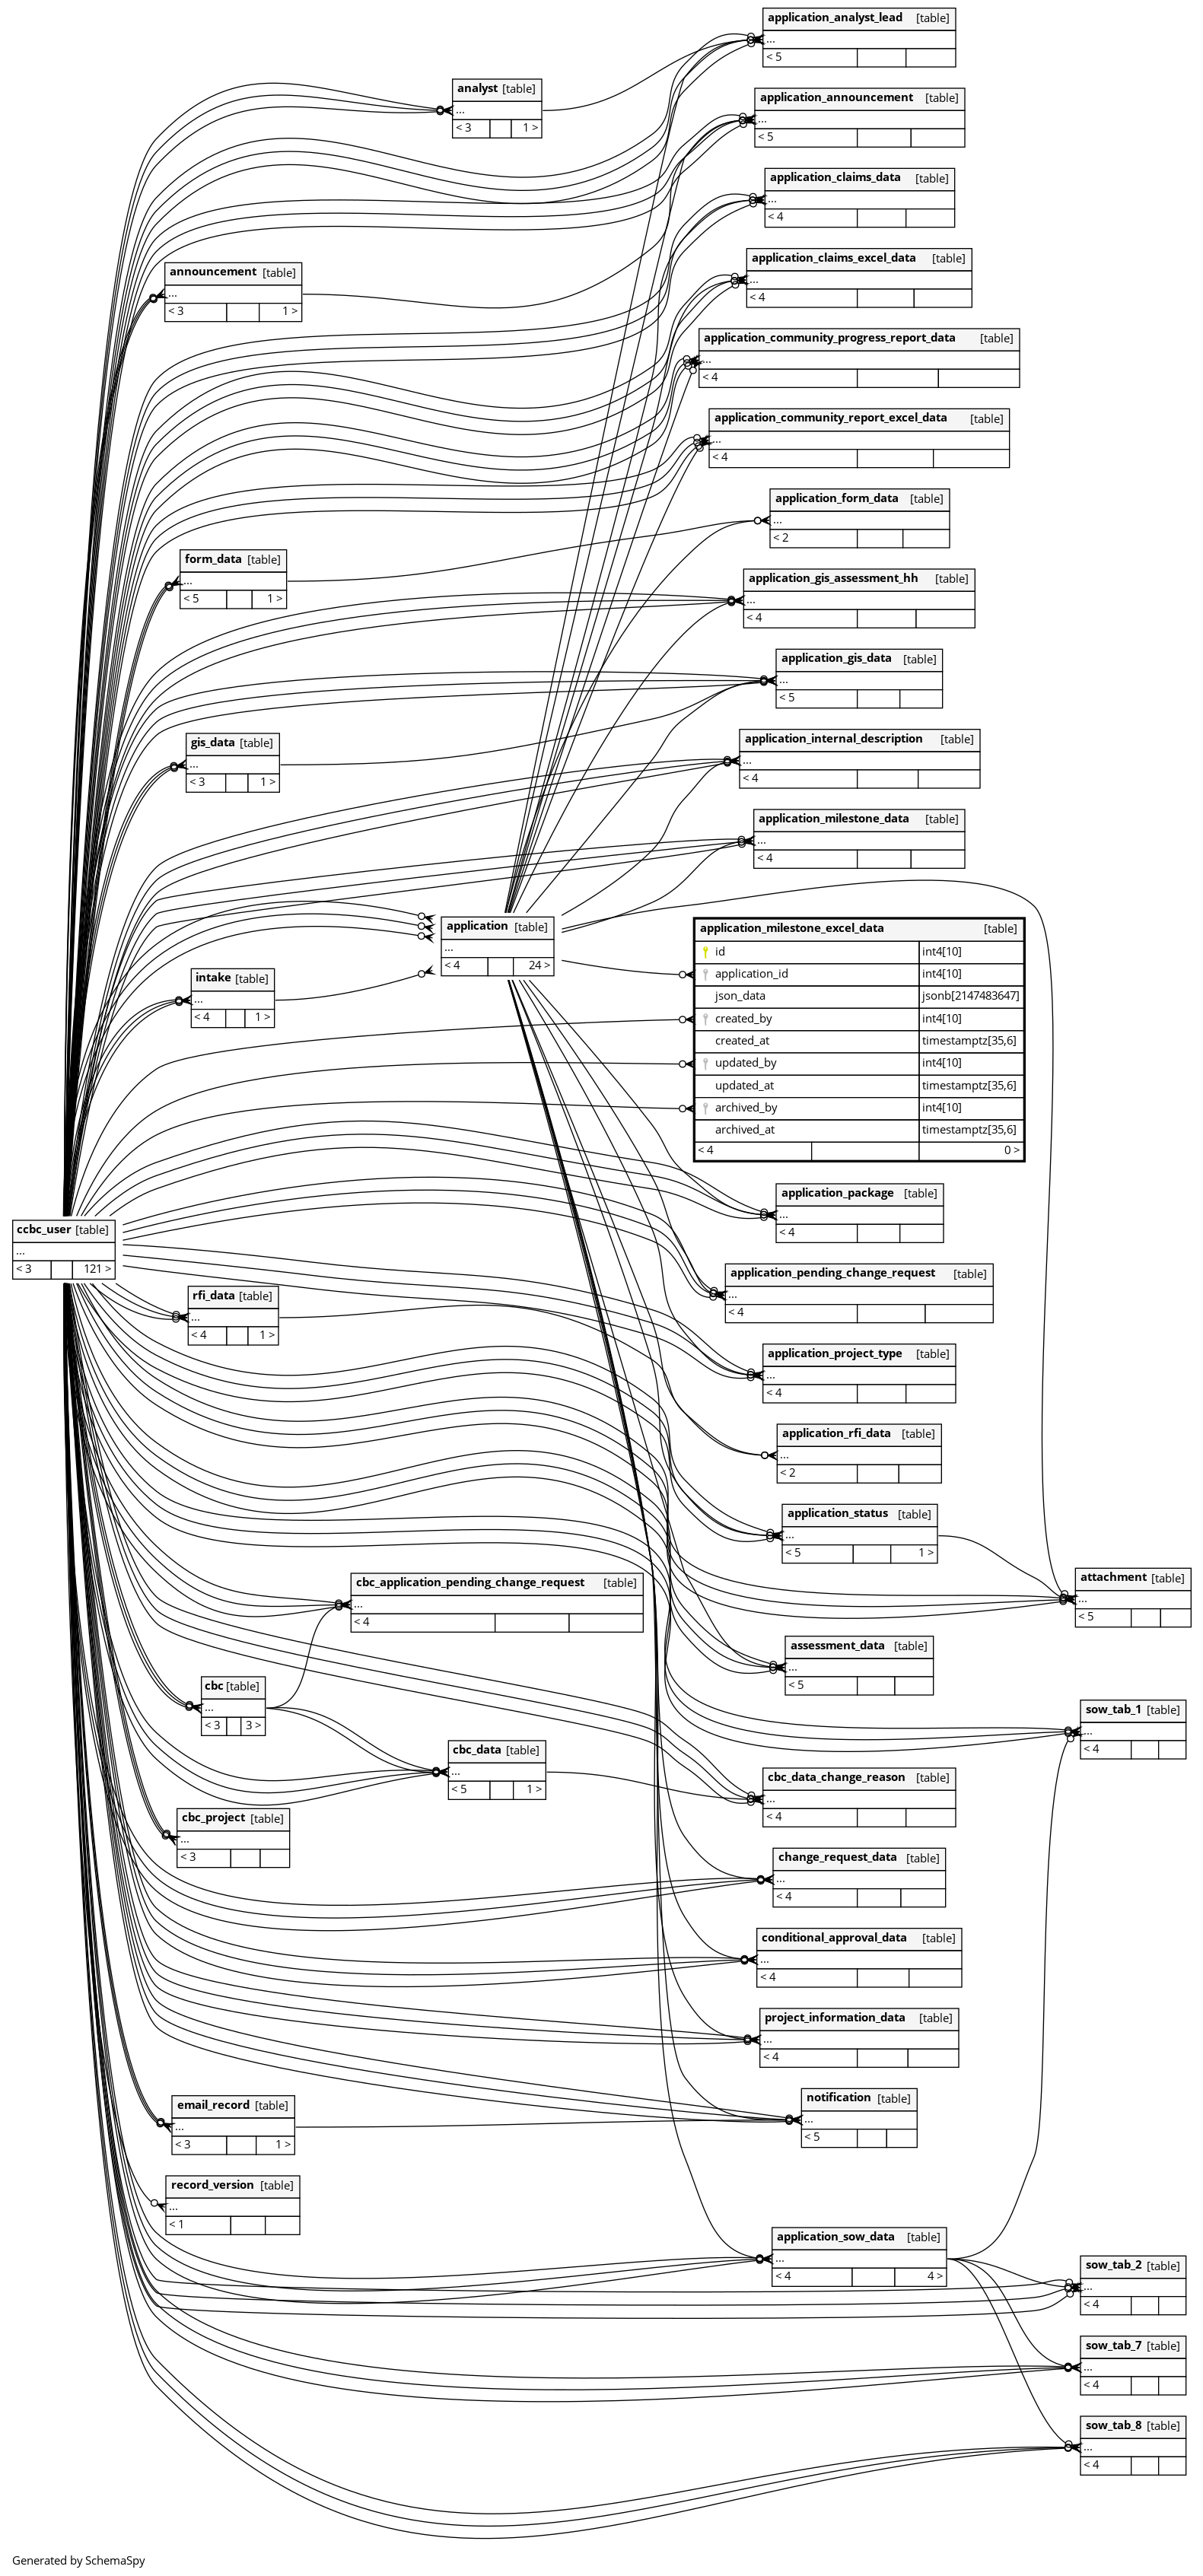 application_analyst_lead [table]
...
< 5
analyst [table]
...
< 3 1 >
application_announcement [table]
...
< 5
application_claims_data [table]
...
< 4
application_claims_excel_data [table]
...
< 4
announcement [table]
...
< 3 1 >
application_community_progress_report_data [table]
...
< 4
application_community_report_excel_data [table]
...
< 4
application_form_data [table]
...
< 2
form_data [table]
...
< 5 1 >
application_gis_assessment_hh [table]
...
< 4
application_gis_data [table]
...
< 5
gis_data [table]
...
< 3 1 >
application_internal_description [table]
...
< 4
application_milestone_data [table]
...
< 4
application [table]
...
< 4 24 >
intake [table]
...
< 4 1 >
application_milestone_excel_data [table]
id int4[10]
application_id int4[10]
json_data jsonb[2147483647]
created_by int4[10]
created_at timestamptz[35,6]
updated_by int4[10]
updated_at timestamptz[35,6]
archived_by int4[10]
archived_at timestamptz[35,6]
< 4 0 >
application_package [table]
...
< 4
ccbc_user [table]
...
< 3 121 >
application_pending_change_request [table]
...
< 4
rfi_data [table]
...
< 4 1 >
application_project_type [table]
...
< 4
application_rfi_data [table]
...
< 2
application_status [table]
...
< 5 1 >
attachment [table]
...
< 5
cbc_application_pending_change_request [table]
...
< 4
assessment_data [table]
...
< 5
cbc [table]
...
< 3 3 >
sow_tab_1 [table]
...
< 4
cbc_data [table]
...
< 5 1 >
cbc_data_change_reason [table]
...
< 4
cbc_project [table]
...
< 3
change_request_data [table]
...
< 4
conditional_approval_data [table]
...
< 4
project_information_data [table]
...
< 4
notification [table]
...
< 5
email_record [table]
...
< 3 1 >
record_version [table]
...
< 1
application_sow_data [table]
...
< 4 4 >
sow_tab_2 [table]
...
< 4
sow_tab_7 [table]
...
< 4
sow_tab_8 [table]
...
< 4
Generated by SchemaSpy